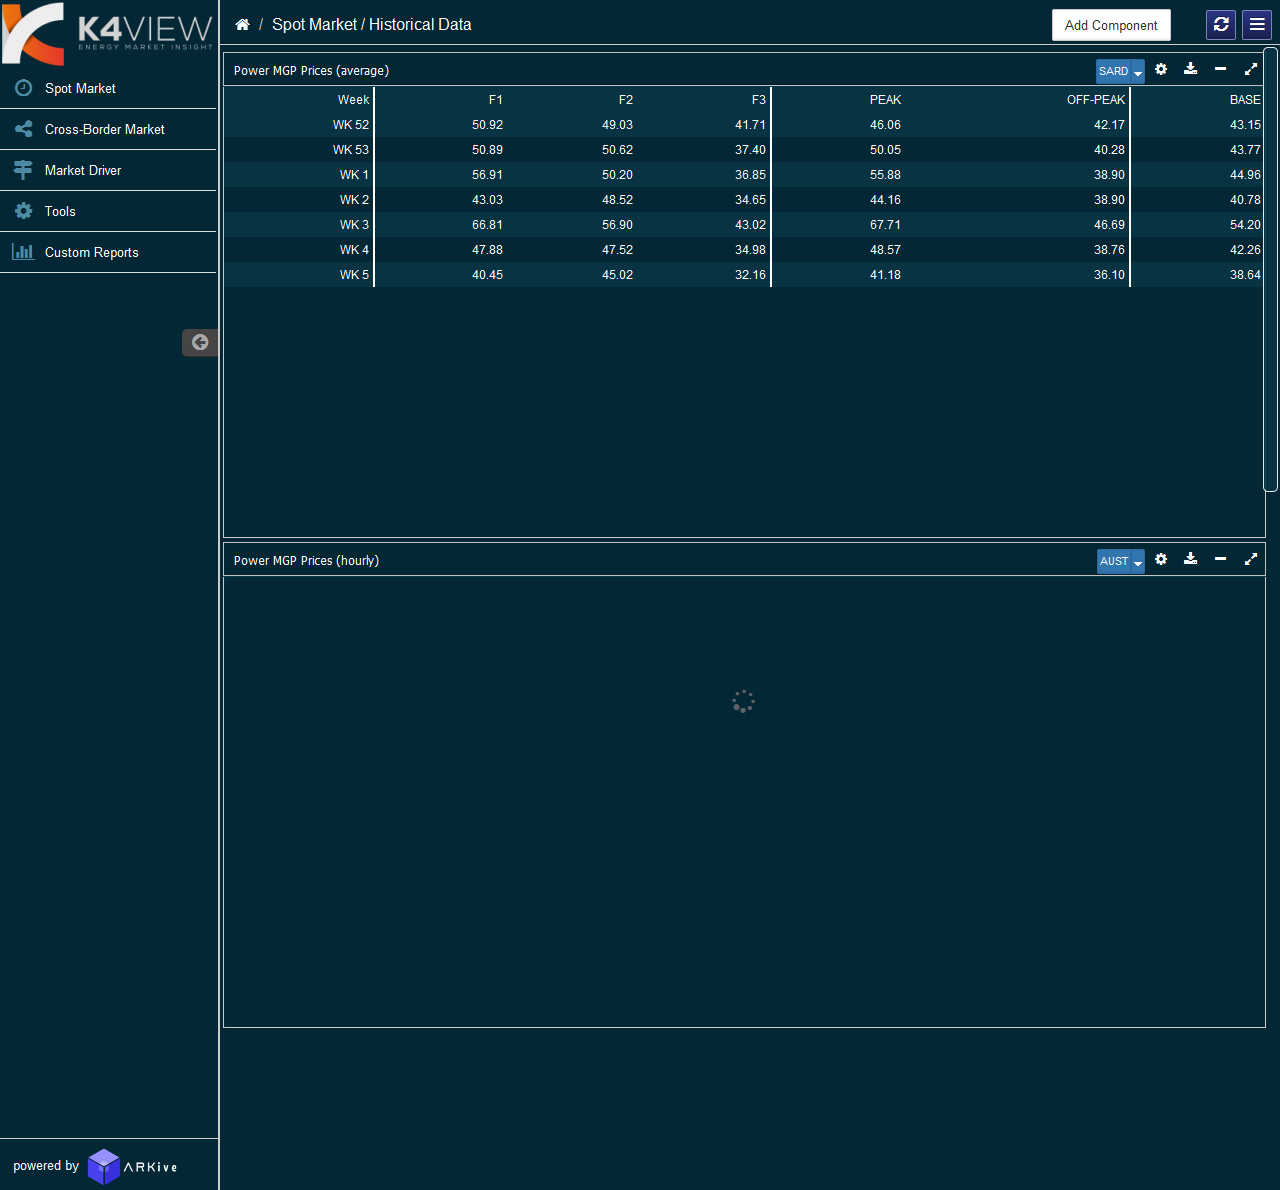 K4VIEW
ENERGY MARKET INSIGHT
Spot Market
Cross-Border Market
Market Driver
Tools
Custom Reports
/ Spot Market / Historical Data
Add Component
Power MGP Prices (average)
SARD
Week F1 F2 F3 PEAK OFF-PEAK BASE
WK 52 50.92 49.03 41.71 46.06 42.17 43.15
WK 53 50.89 50.62 37.40 50.05 40.28 43.77
WK 1 56.91 50.20 36.85 55.88 38.90 44.96
WK 2 43.03 48.52 34.65 44.16 38.90 40.78
WK 3 66.81 56.90 43.02 67.71 46.69 54.20
WK 4 47.88 47.52 34.98 48.57 38.76 42.26
WK 5 40.45 45.02 32.16 41.18 36.10 38.64
Power MGP Prices (hourly)
AUST
powered by ARKive